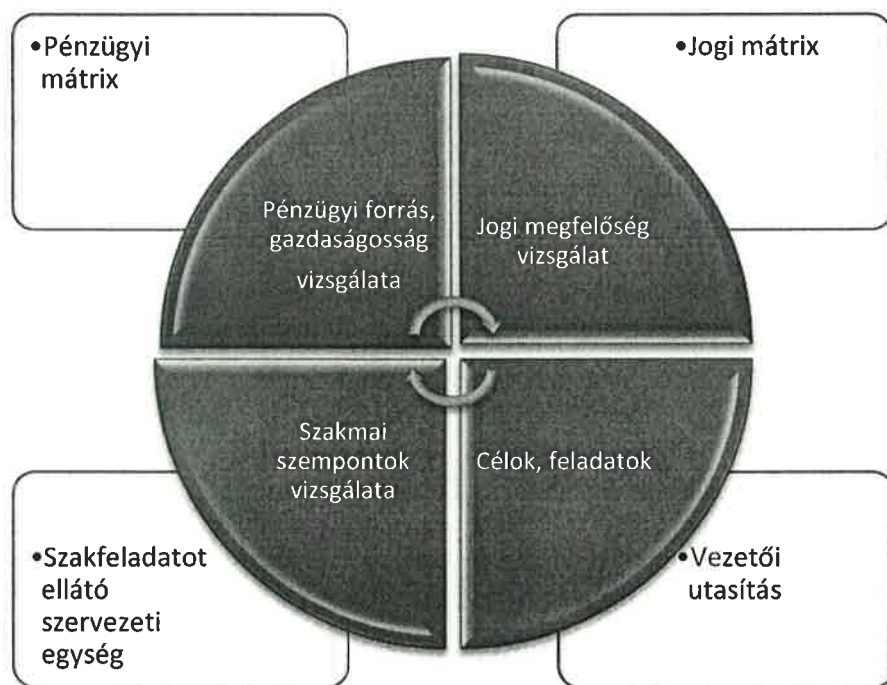 •Pénzügyi
mátrix
•Jogi mátrix
Pénzügyi forrás,
gazdaságosság
vizsgálata
Jogi megfelőség
vizsgálat
Szakmai
szempontok
vizsgálata
Célok, feladatok
•Szakfeladatot
ellátó
szervezeti
egység
•Vezetői
utasítás